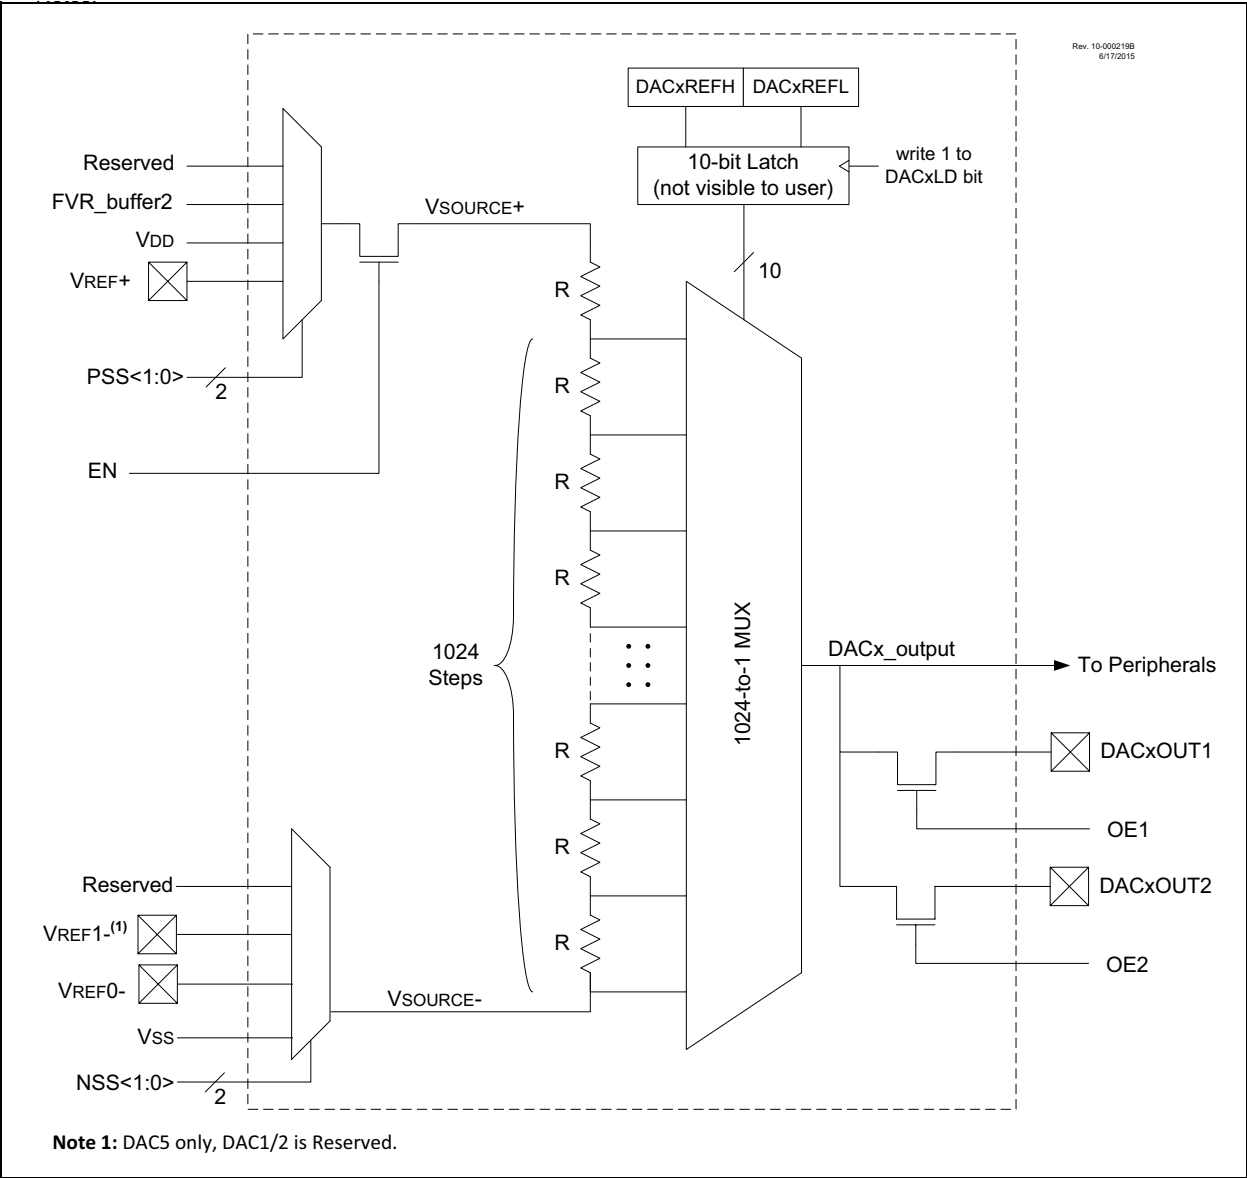 Rev. 10-000219B
6/17/2015
DACxREFH DACxREFL
10-bit Latch
(not visible to user)
write 1 to
DACxLD bit
10
Reserved
FVR_buffer2
VDD
VREF+
PSS<1:0>
2
EN
VSOURCE+
R
R
R
R
1024
Steps
R
R
R
1024-to-1 MUX
DACx_output
To Peripherals
DACxOUT1
OE1
DACxOUT2
OE2
Reserved
VREF1-(1)
VREF0-
VSS
NSS<1:0>
2
VSOURCE-
Note 1: DAC5 only, DAC1/2 is Reserved.